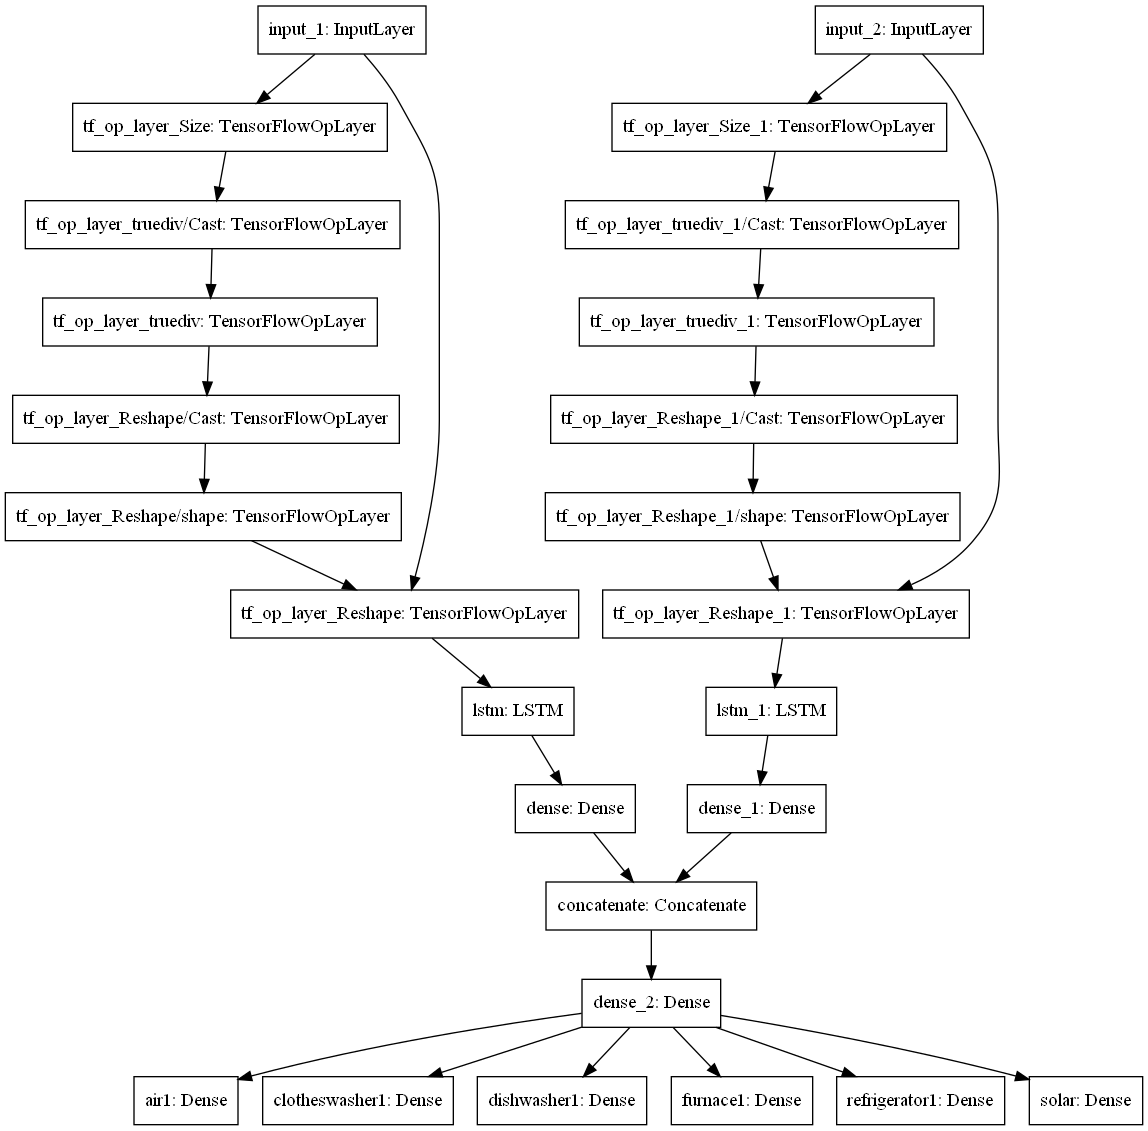 input_1: InputLayer
input_2: InputLayer
tf_op_layer_Size: TensorFlowOpLayer
tf_op_layer_Size_1: TensorFlowOpLayer
tf_op_layer_truediv/Cast: TensorFlowOpLayer
tf_op_layer_truediv_1/Cast: TensorFlowOpLayer
tf_op_layer_truediv: TensorFlowOpLayer
tf_op_layer_truediv_1: TensorFlowOpLayer
tf_op_layer_Reshape/Cast: TensorFlowOpLayer
tf_op_layer_Reshape_1/Cast: TensorFlowOpLayer
tf_op_layer_Reshape/shape: TensorFlowOpLayer
tf_op_layer_Reshape_1/shape: TensorFlowOpLayer
tf_op_layer_Reshape: TensorFlowOpLayer
tf_op_layer_Reshape_1: TensorFlowOpLayer
lstm: LSTM
lstm_1: LSTM
dense: Dense
dense_1: Dense
concatenate: Concatenate
dense_2: Dense
air1: Dense
clotheswasher1: Dense
dishwasher1: Dense
furnace1: Dense
refrigerator1: Dense
solar: Dense